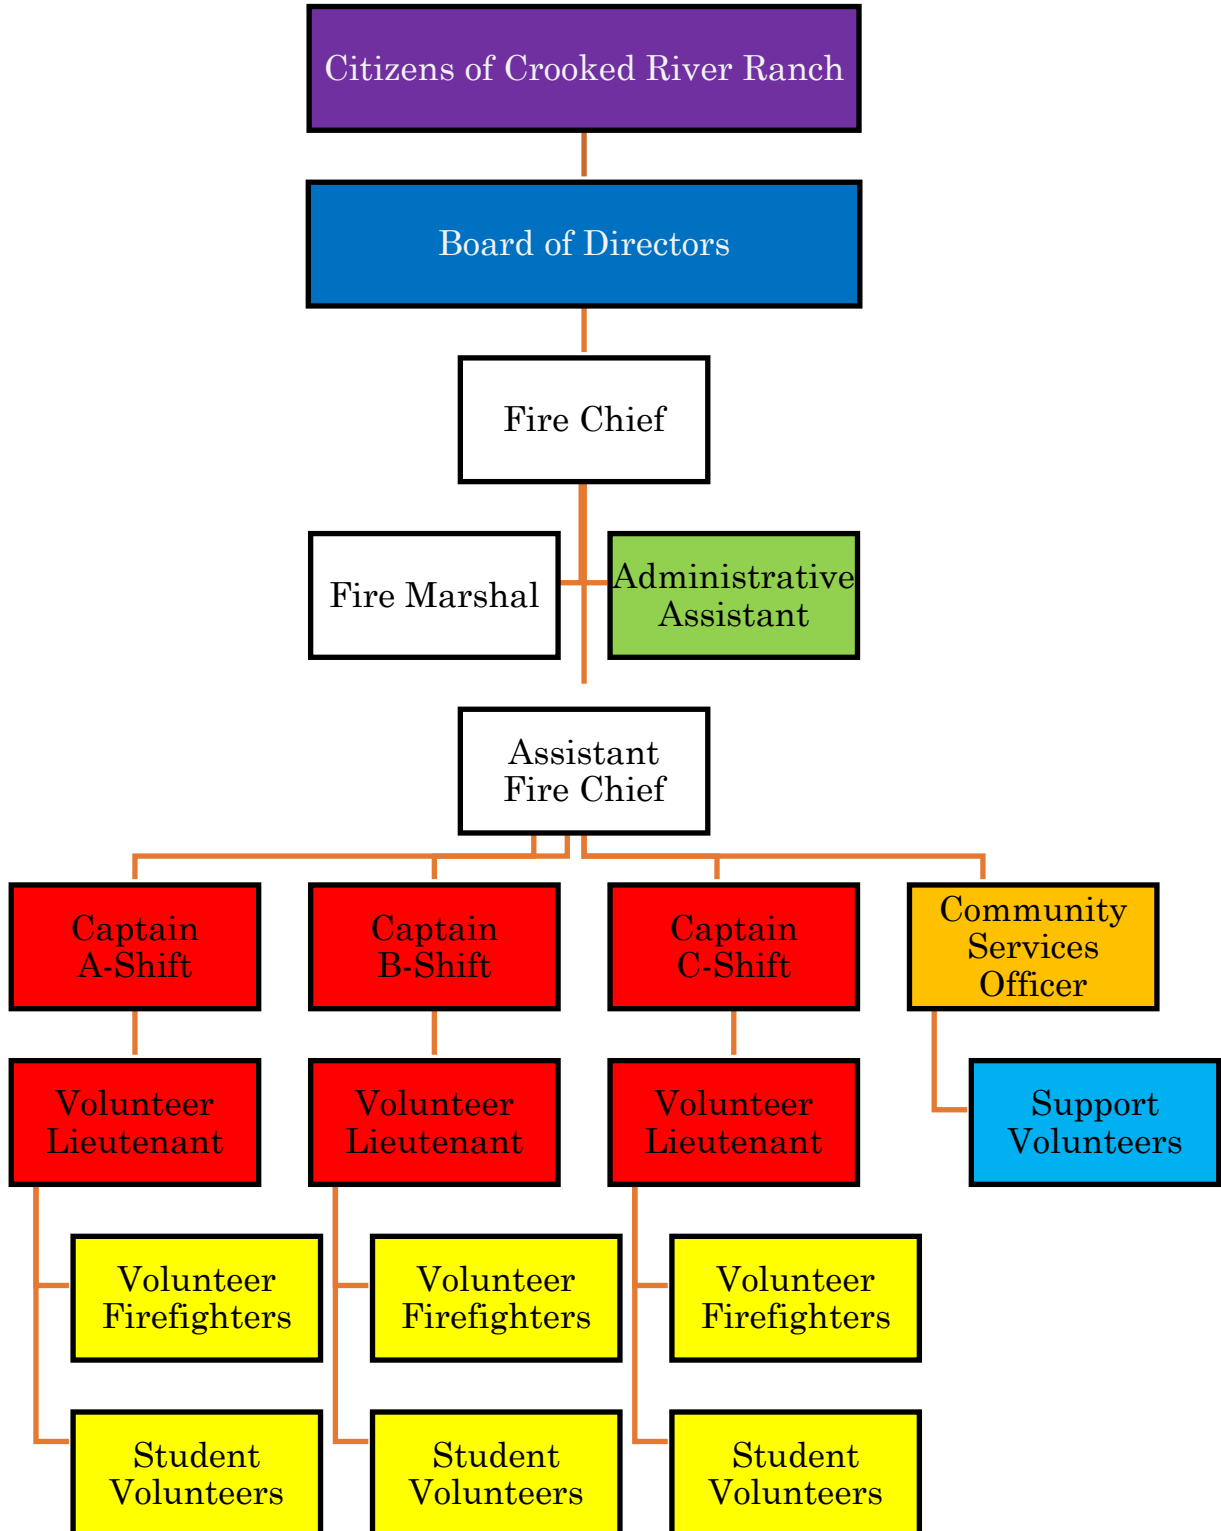 Citizens of Crooked River Ranch
Board of Directors
Fire Chief
Fire Marshal
Administrative
Assistant
Assistant
Fire Chief
Captain
A-Shift
Captain
B-Shift
Captain
C-Shift
Community
Services
Officer
Volunteer
Lieutenant
Volunteer
Lieutenant
Volunteer
Lieutenant
Support
Volunteers
Volunteer
Firefighters
Volunteer
Firefighters
Volunteer
Firefighters
Student
Volunteers
Student
Volunteers
Student
Volunteers